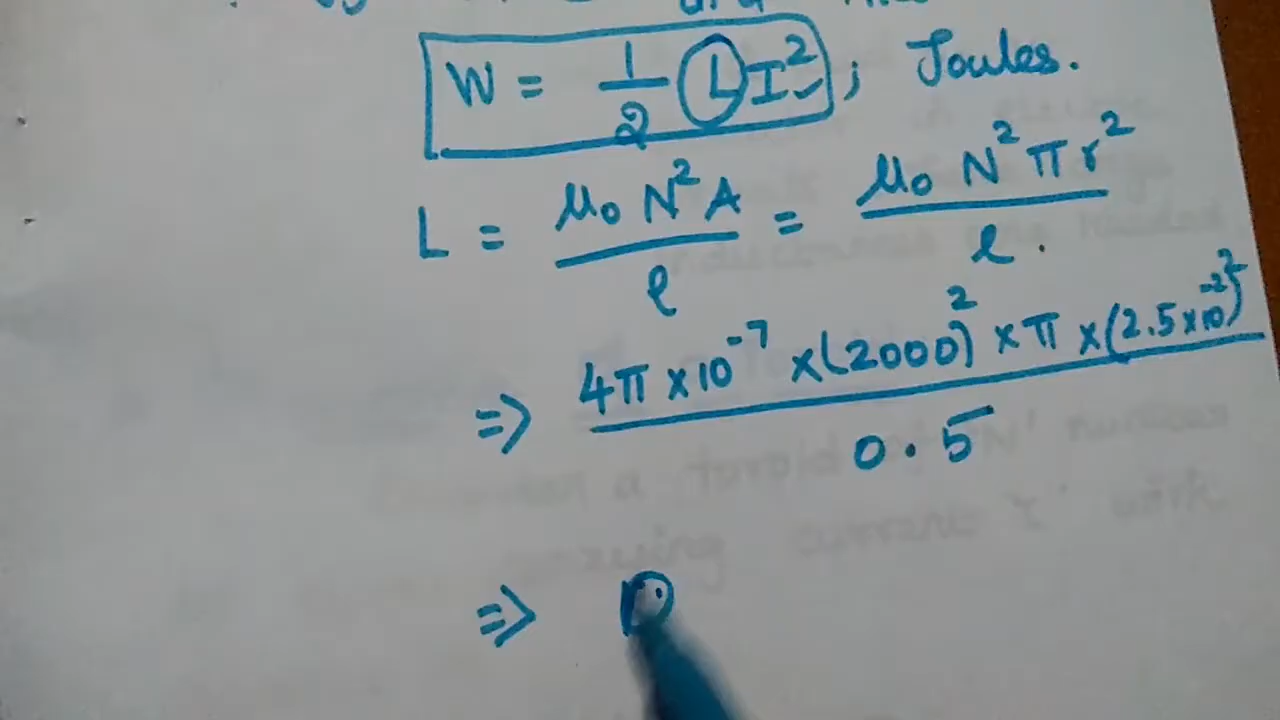 W = 1/2 L I² ; Joules.
L = μ₀ N² A / l = μ₀ N² π r² / l .
=> 4π × 10⁻⁷ × (2000)² × π × (2.5 × 10⁻²)² / 0.5
=> 0